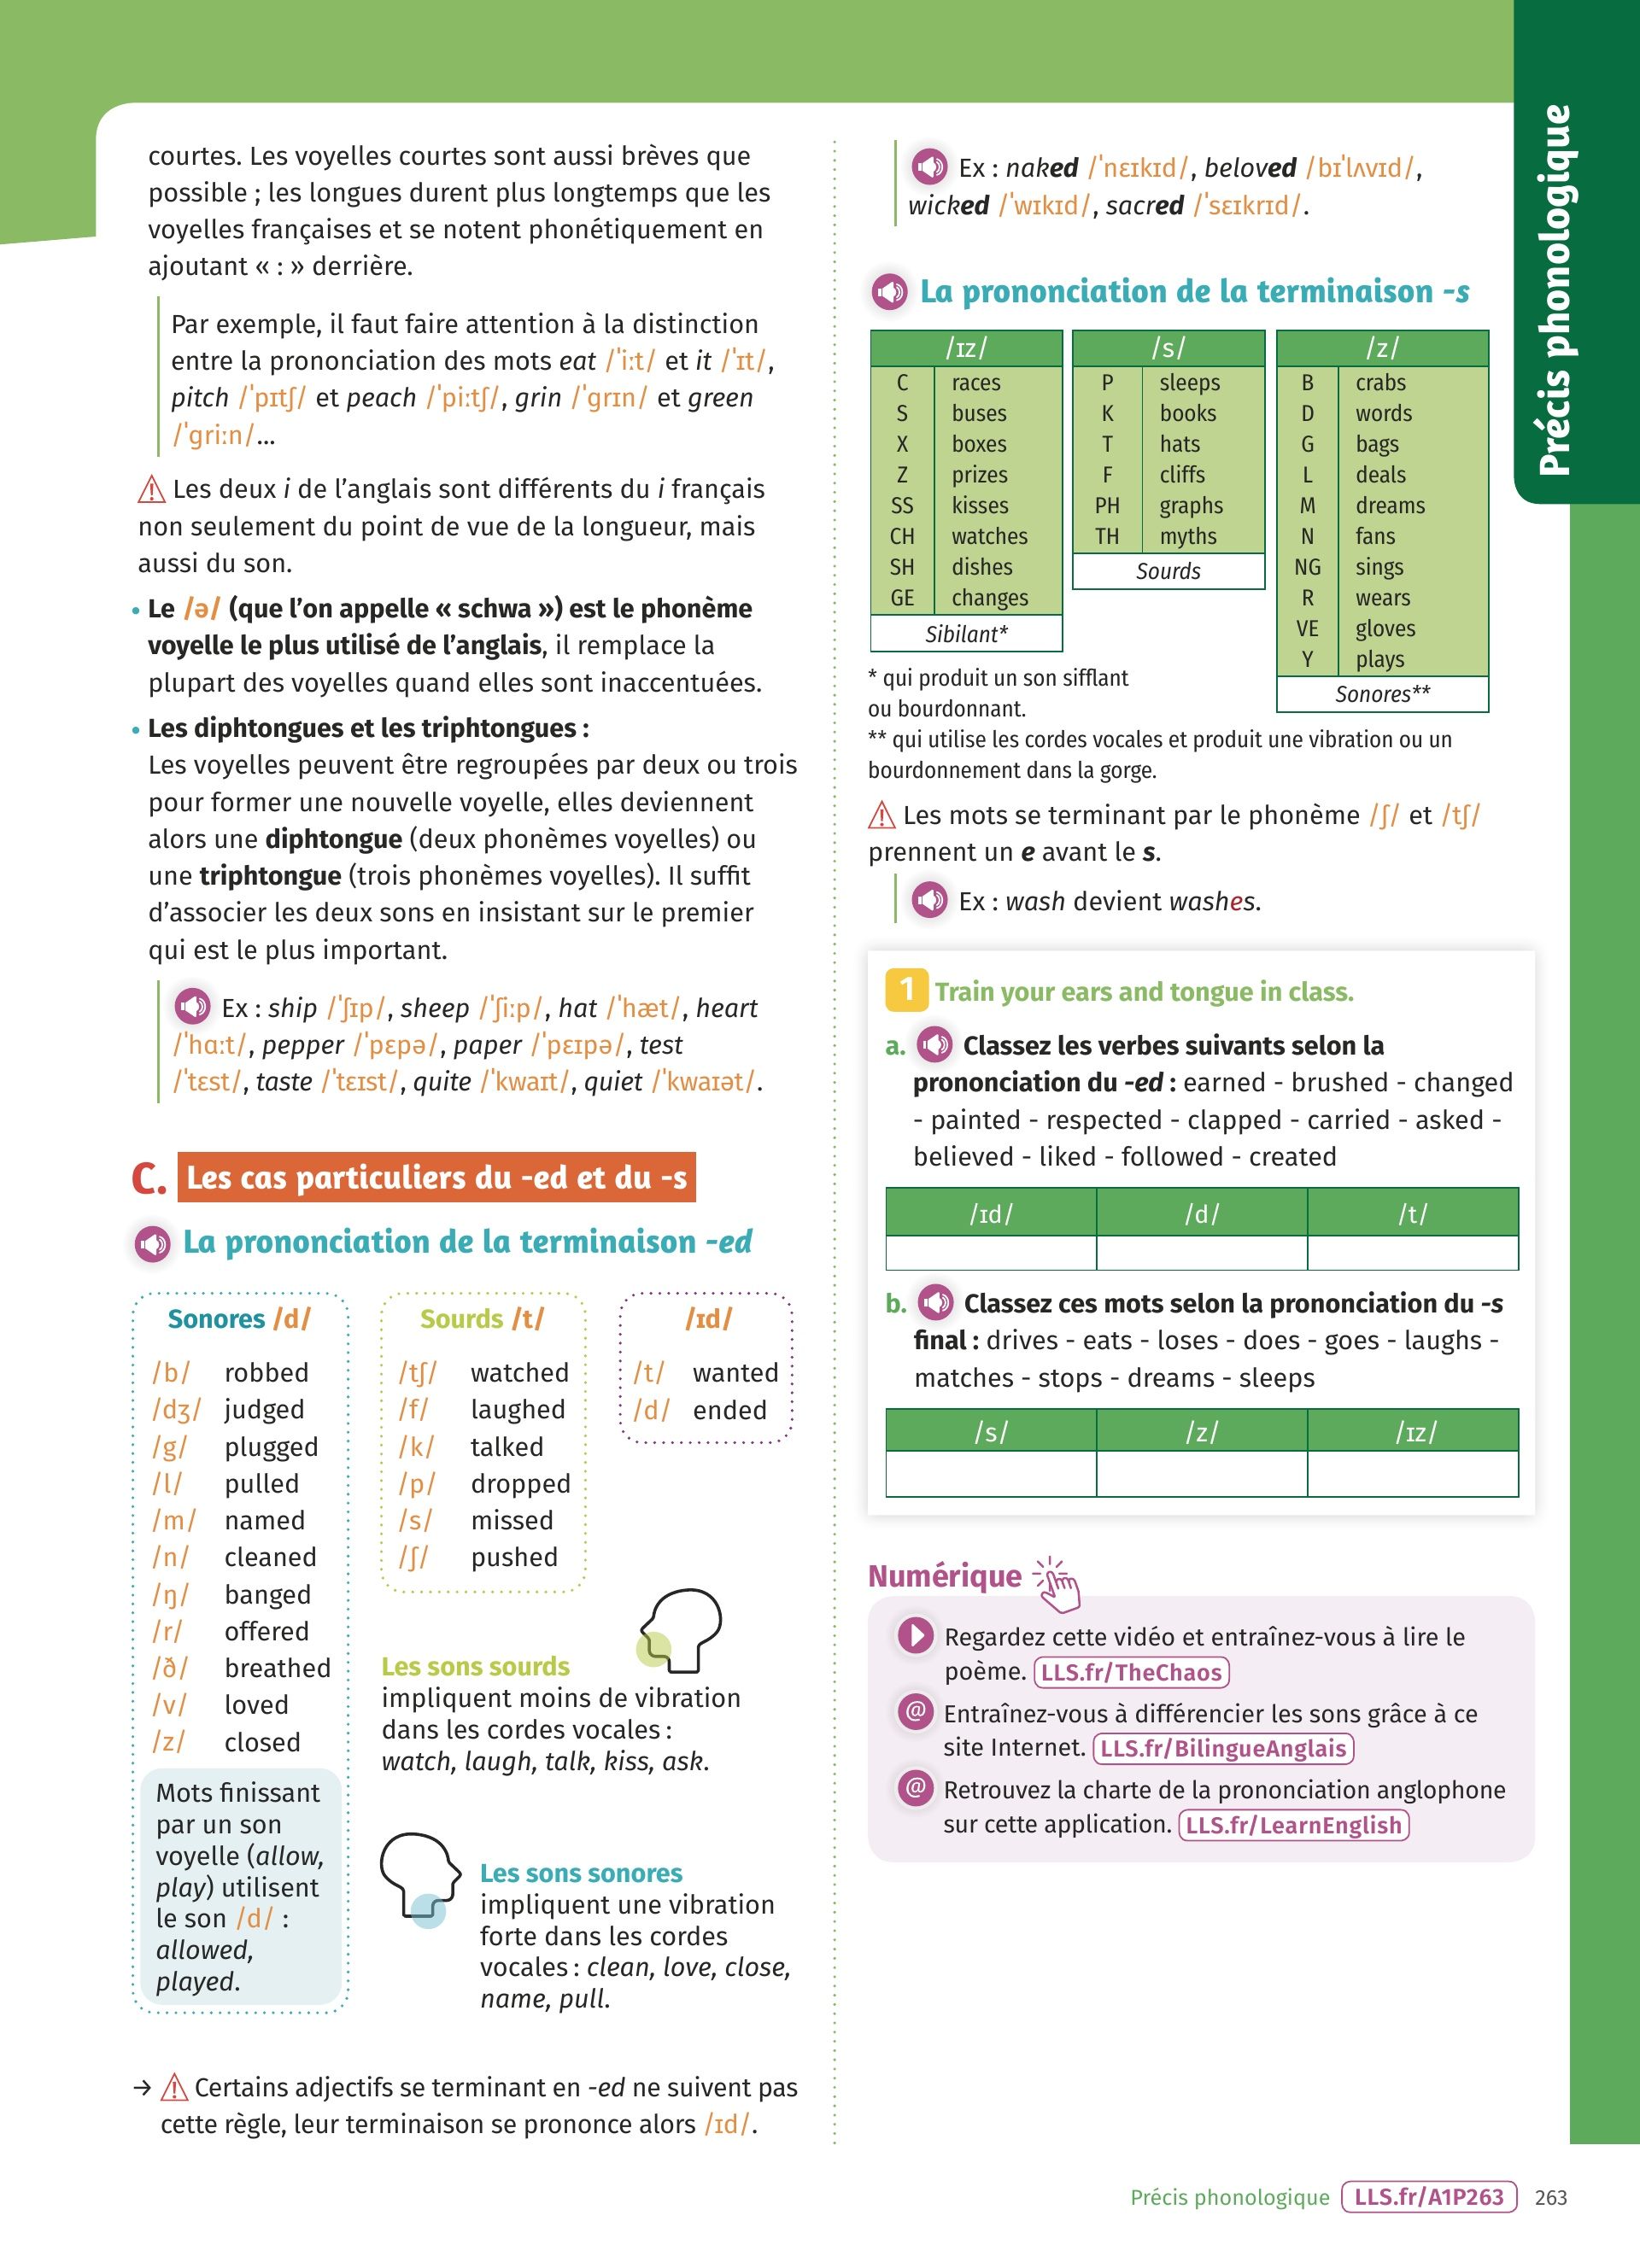 courtes. Les voyelles courtes sont aussi brèves que
possible ; les longues durent plus longtemps que les
voyelles françaises et se notent phonétiquement en
ajoutant « : » derrière.
Par exemple, il faut faire attention à la distinction
entre la prononciation des mots eat /ˈiːt/ et it /ˈɪt/,
pitch /ˈpɪtʃ/ et peach /ˈpiːtʃ/, grin /ˈgrɪn/ et green
/ˈgriːn/...
Les deux i de l’anglais sont différents du i français
non seulement du point de vue de la longueur, mais
aussi du son.
• Le /ə/ (que l’on appelle « schwa ») est le phonème
voyelle le plus utilisé de l’anglais, il remplace la
plupart des voyelles quand elles sont inaccentuées.
• Les diphtongues et les triphtongues :
Les voyelles peuvent être regroupées par deux ou trois
pour former une nouvelle voyelle, elles deviennent
alors une diphtongue (deux phonèmes voyelles) ou
une triphtongue (trois phonèmes voyelles). Il suffit
d’associer les deux sons en insistant sur le premier
qui est le plus important.
Ex : ship /ˈʃɪp/, sheep /ˈʃiːp/, hat /ˈhæt/, heart
/ˈhɑːt/, pepper /ˈpɛpə/, paper /ˈpɛɪpə/, test
/ˈtɛst/, taste /ˈtɛɪst/, quite /ˈkwaɪt/, quiet /ˈkwaɪət/.
C. Les cas particuliers du -ed et du -s
La prononciation de la terminaison -ed
Sonores /d/
/b/ robbed
/dʒ/ judged
/g/ plugged
/l/ pulled
/m/ named
/n/ cleaned
/ŋ/ banged
/r/ offered
/ð/ breathed
/v/ loved
/z/ closed
Mots finissant
par un son
voyelle (allow,
play) utilisent
le son /d/ :
allowed,
played.
Sourds /t/
/tʃ/ watched
/f/ laughed
/k/ talked
/p/ dropped
/s/ missed
/ʃ/ pushed
/ɪd/
/t/ wanted
/d/ ended
Les sons sourds
impliquent moins de vibration
dans les cordes vocales :
watch, laugh, talk, kiss, ask.
Les sons sonores
impliquent une vibration
forte dans les cordes
vocales : clean, love, close,
name, pull.
→ Certains adjectifs se terminant en -ed ne suivent pas
cette règle, leur terminaison se prononce alors /ɪd/.
Ex : naked /ˈnɛɪkɪd/, beloved /bɪˈlʌvɪd/,
wicked /ˈwɪkɪd/, sacred /ˈsɛɪkrɪd/.
La prononciation de la terminaison -s
/ɪz/
C races
S buses
X boxes
Z prizes
SS kisses
CH watches
SH dishes
GE changes
Sibilant*
/s/
P sleeps
K books
T hats
F cliffs
PH graphs
TH myths
Sourds
/z/
B crabs
D words
G bags
L deals
M dreams
N fans
NG sings
R wears
VE gloves
Y plays
Sonores**
* qui produit un son sifflant
ou bourdonnant.
** qui utilise les cordes vocales et produit une vibration ou un
bourdonnement dans la gorge.
Les mots se terminant par le phonème /ʃ/ et /tʃ/
prennent un e avant le s.
Ex : wash devient washes.
1 Train your ears and tongue in class.
a. Classez les verbes suivants selon la
prononciation du -ed : earned - brushed - changed
- painted - respected - clapped - carried - asked -
believed - liked - followed - created
/ɪd/ /d/ /t/
b. Classez ces mots selon la prononciation du -s
final : drives - eats - loses - does - goes - laughs -
matches - stops - dreams - sleeps
/s/ /z/ /ɪz/
Numérique
Regardez cette vidéo et entraînez-vous à lire le
poème. LLS.fr/TheChaos
@ Entraînez-vous à différencier les sons grâce à ce
site Internet. LLS.fr/BilingueAnglais
@ Retrouvez la charte de la prononciation anglophone
sur cette application. LLS.fr/LearnEnglish
Précis phonologique
Précis phonologique LLS.fr/A1P263 263